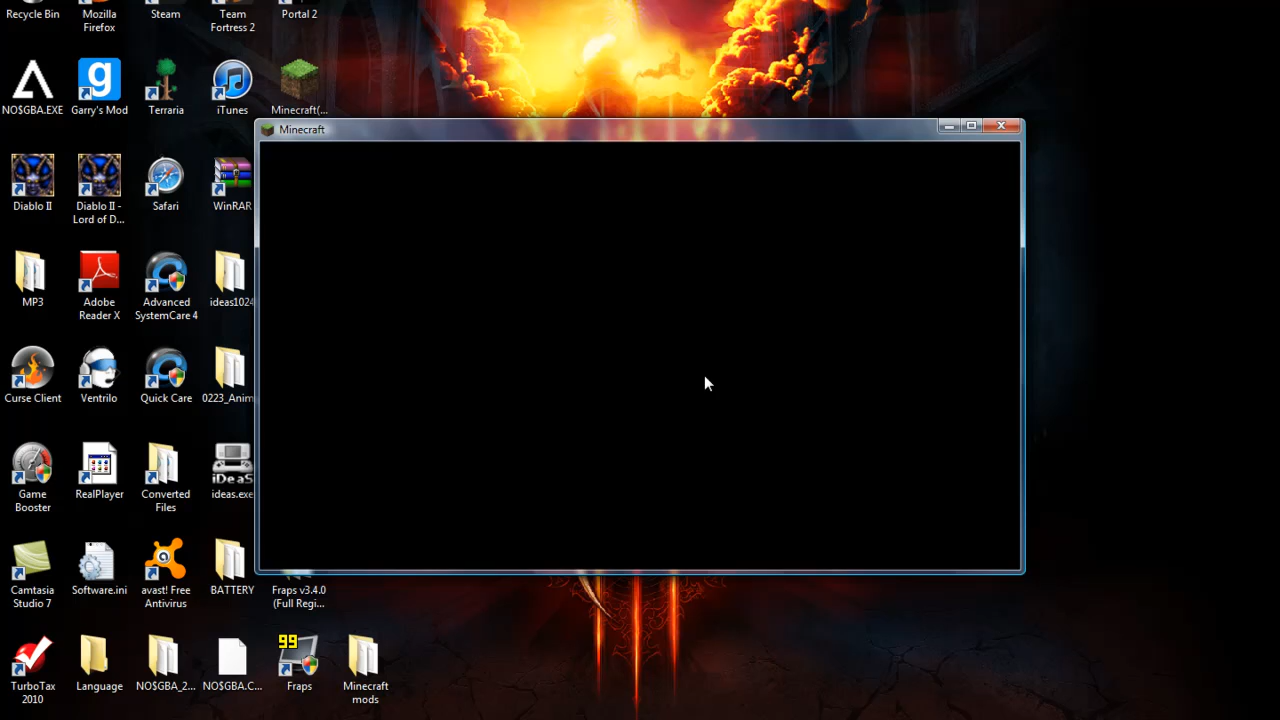 Recycle Bin
Mozilla
Firefox
Steam
Team
Fortress 2
Portal 2
NO$GBA.EXE
g
Garry's Mod
Terraria
iTunes
Minecraft(...
Minecraft
Diablo II
Diablo II -
Lord of D...
Safari
WinRAR
MP3
Adobe
Reader X
Advanced
SystemCare 4
ideas1024
Curse Client
Ventrilo
Quick Care
0223_Anim
Game
Booster
RealPlayer
Converted
Files
iDeaS
ideas.exe
Camtasia
Studio 7
Software.ini
avast! Free
Antivirus
BATTERY
Fraps v3.4.0
(Full Regi...
99
TurboTax
2010
Language
NO$GBA_2...
NO$GBA.C...
Fraps
Minecraft
mods